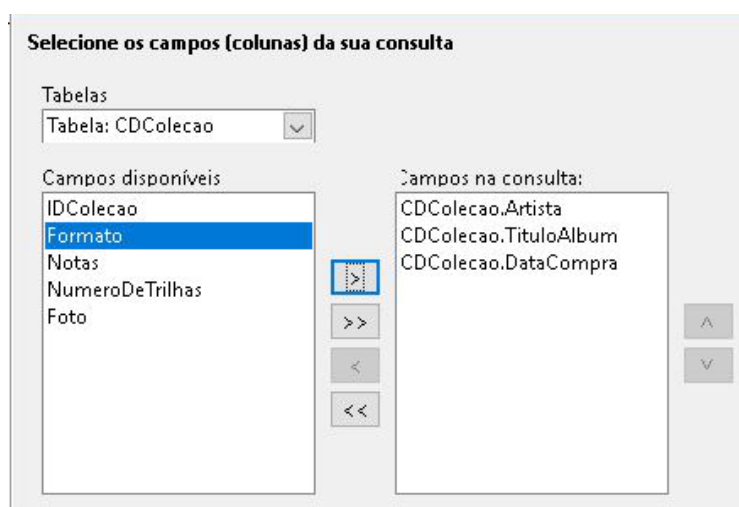 Selecione os campos (colunas) da sua consulta
Tabelas
Tabela: CDColecao
Campos disponíveis
IDColecao
Formato
Notas
NumeroDeTrilhas
Foto
>
>>
<
<<
Campos na consulta:
CDColecao.Artista
CDColecao.TituloAlbum
CDColecao.DataCompra